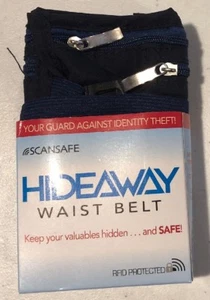 YOUR GUARD AGAINST IDENTITY THEFT!
SCANSAFE
HIDEAWAY
WAIST BELT
Keep your valuables hidden . . . and SAFE!
RFID PROTECTED